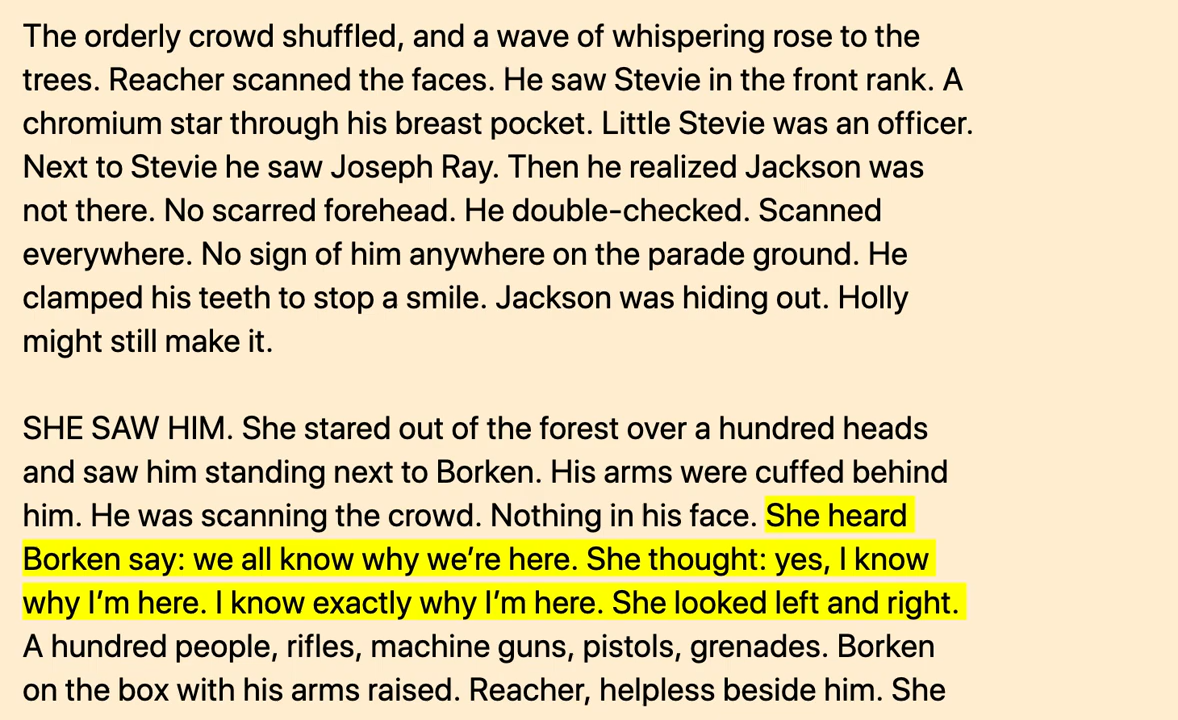 The orderly crowd shuffled, and a wave of whispering rose to the
trees. Reacher scanned the faces. He saw Stevie in the front rank. A
chromium star through his breast pocket. Little Stevie was an officer.
Next to Stevie he saw Joseph Ray. Then he realized Jackson was
not there. No scarred forehead. He double-checked. Scanned
everywhere. No sign of him anywhere on the parade ground. He
clamped his teeth to stop a smile. Jackson was hiding out. Holly
might still make it.
SHE SAW HIM. She stared out of the forest over a hundred heads
and saw him standing next to Borken. His arms were cuffed behind
him. He was scanning the crowd. Nothing in his face. She heard
Borken say: we all know why we’re here. She thought: yes, I know
why I’m here. I know exactly why I’m here. She looked left and right.
A hundred people, rifles, machine guns, pistols, grenades. Borken
on the box with his arms raised. Reacher, helpless beside him. She